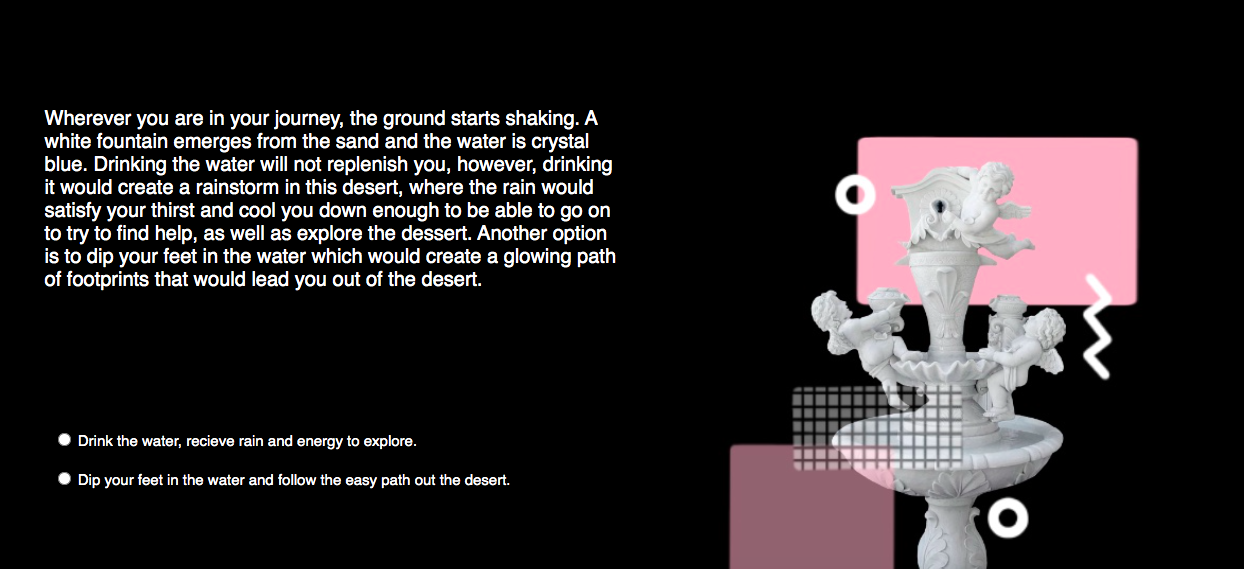 Wherever you are in your journey, the ground starts shaking. A
white fountain emerges from the sand and the water is crystal
blue. Drinking the water will not replenish you, however, drinking
it would create a rainstorm in this desert, where the rain would
satisfy your thirst and cool you down enough to be able to go on
to try to find help, as well as explore the dessert. Another option
is to dip your feet in the water which would create a glowing path
of footprints that would lead you out of the desert.
Drink the water, recieve rain and energy to explore.
Dip your feet in the water and follow the easy path out the desert.